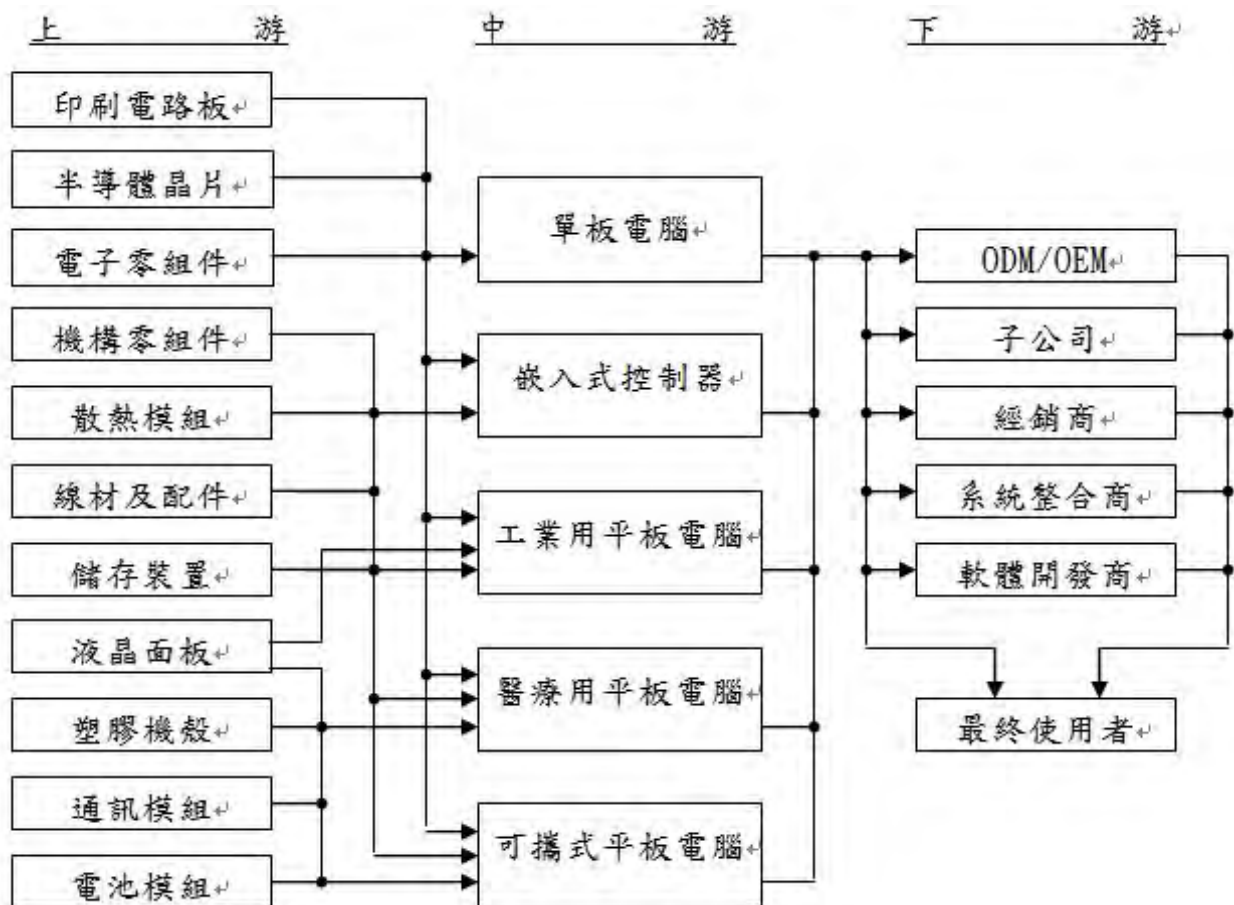 上游
中游
下游
印刷電路板
半導體晶片
電子零組件
機構零組件
散熱模組
線材及配件
儲存裝置
液晶面板
塑膠機殼
通訊模組
電池模組
單板電腦
嵌入式控制器
工業用平板電腦
醫療用平板電腦
可攜式平板電腦
ODM/OEM
子公司
經銷商
系統整合商
軟體開發商
最終使用者